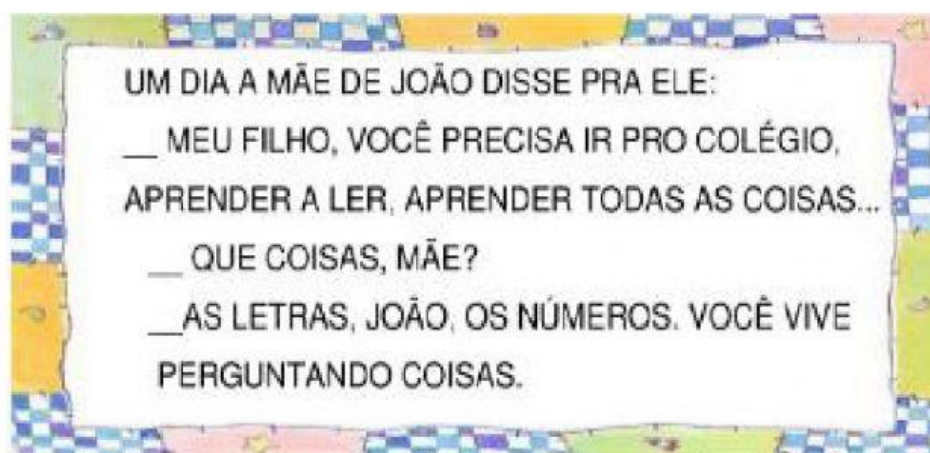 UM DIA A MÃE DE JOÃO DISSE PRA ELE:
__ MEU FILHO, VOCÊ PRECISA IR PRO COLÉGIO,
APRENDER A LER, APRENDER TODAS AS COISAS...
__ QUE COISAS, MÃE?
__AS LETRAS, JOÃO, OS NÚMEROS. VOCÊ VIVE
PERGUNTANDO COISAS.